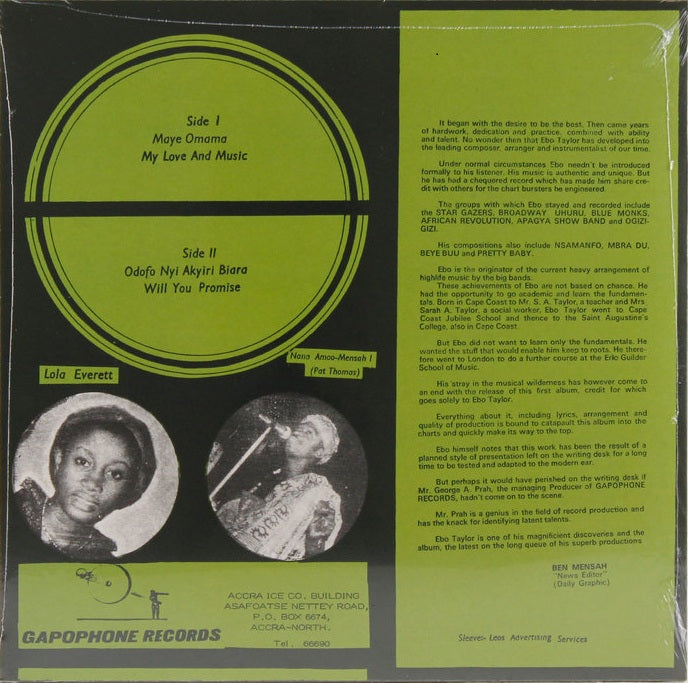 Side I
Maye Omama
My Love And Music
Side II
Odofo Nyi Akyiri Biara
Will You Promise
Nana Amoo-Mensah I
(Pat Thomas)
Lola Everett
GAPOPHONE RECORDS
ACCRA ICE CO. BUILDING
ASAFOATSE NETTEY ROAD,
P.O. BOX 6674,
ACCRA-NORTH.
Tel. 66690
It began with the desire to be the best. Then came years
of hardwork, dedication and practice, combined with ability
and talent. No wonder then that Ebo Taylor has developed into
the leading composer, arranger and instrumentalist of our time.
Under normal circumstances Ebo needn't be introduced
formally to his listener. His music is authentic and unique. But
he has had a chequered record which has made him share cre-
dit with others for the chart bursters be engineered.
The groups with which Ebo stayed and recorded include
the STAR GAZERS, BROADWAY UHURU, BLUE MONKS,
AFRICAN REVOLUTION, APAGYA SHOW BAND and OGIZI-
GIZI.
His compositions also include NSAMANFO, MBRA DU,
BEYE BUU and PRETTY BABY.
Ebo is the originator of the current heavy arrangement of
highlife music by the big bands.
These achievements of Ebo are not based on chance. He
had the opportunity to go academic and learn the fundamen-
tals. Born in Cape Coast to Mr. S. A. Taylor, a teacher and Mrs.
Sarah A. Taylor, a social worker, Ebo Taylor went to Cape
Coast Jubilee School and thence to the Saint Augustine's
College, also in Cape Coast.
But Ebo did not want to learn only the fundamentals. He
wanted the stuff that would enable him keep to roots. He there-
fore went to London to do a further course at the Eric Guilder
School of Music.
His stray in the musical wilderness has however come to
an end with the release of this first album, credit for which
goes solely to Ebo Taylor.
Everything about it, including lyrics, arrangement and
quality of production is bound to catapault this album into the
charts and quickly make its way to the top.
Ebo himself notes that this work has been the result of a
planned style of presentation left on the writing desk for a long
time to be tested and adapted to the modern ear.
But perhaps it would have perished on the writing desk if
Mr. George A. Prah, the managing Producer of GAPOPHONE
RECORDS, hadn't come on to the scene.
Mr. Prah is a genius in the field of record production and
has the knack for identifying latent talents.
Ebo Taylor is one of his magnificient discoveries and the
album, the latest on the long queue of his superb productions
BEN MENSAH
"News Editor"
(Daily Graphic)
Sleeve:- Leos Advertising Services